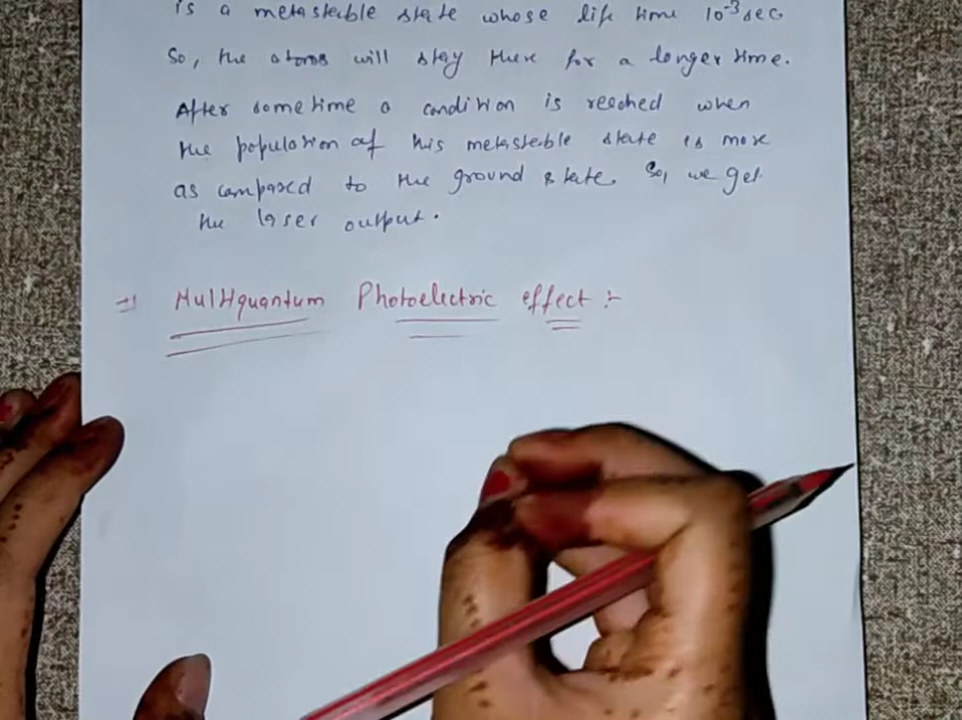 is a metastable state whose life time 10⁻³ sec
So, the atoms will stay there for a longer time.
After sometime a condition is reached when
the population of this metastable state is more
as compared to the ground state. So, we get
the laser output.
⇒ Multiquantum Photoelectric effect :-